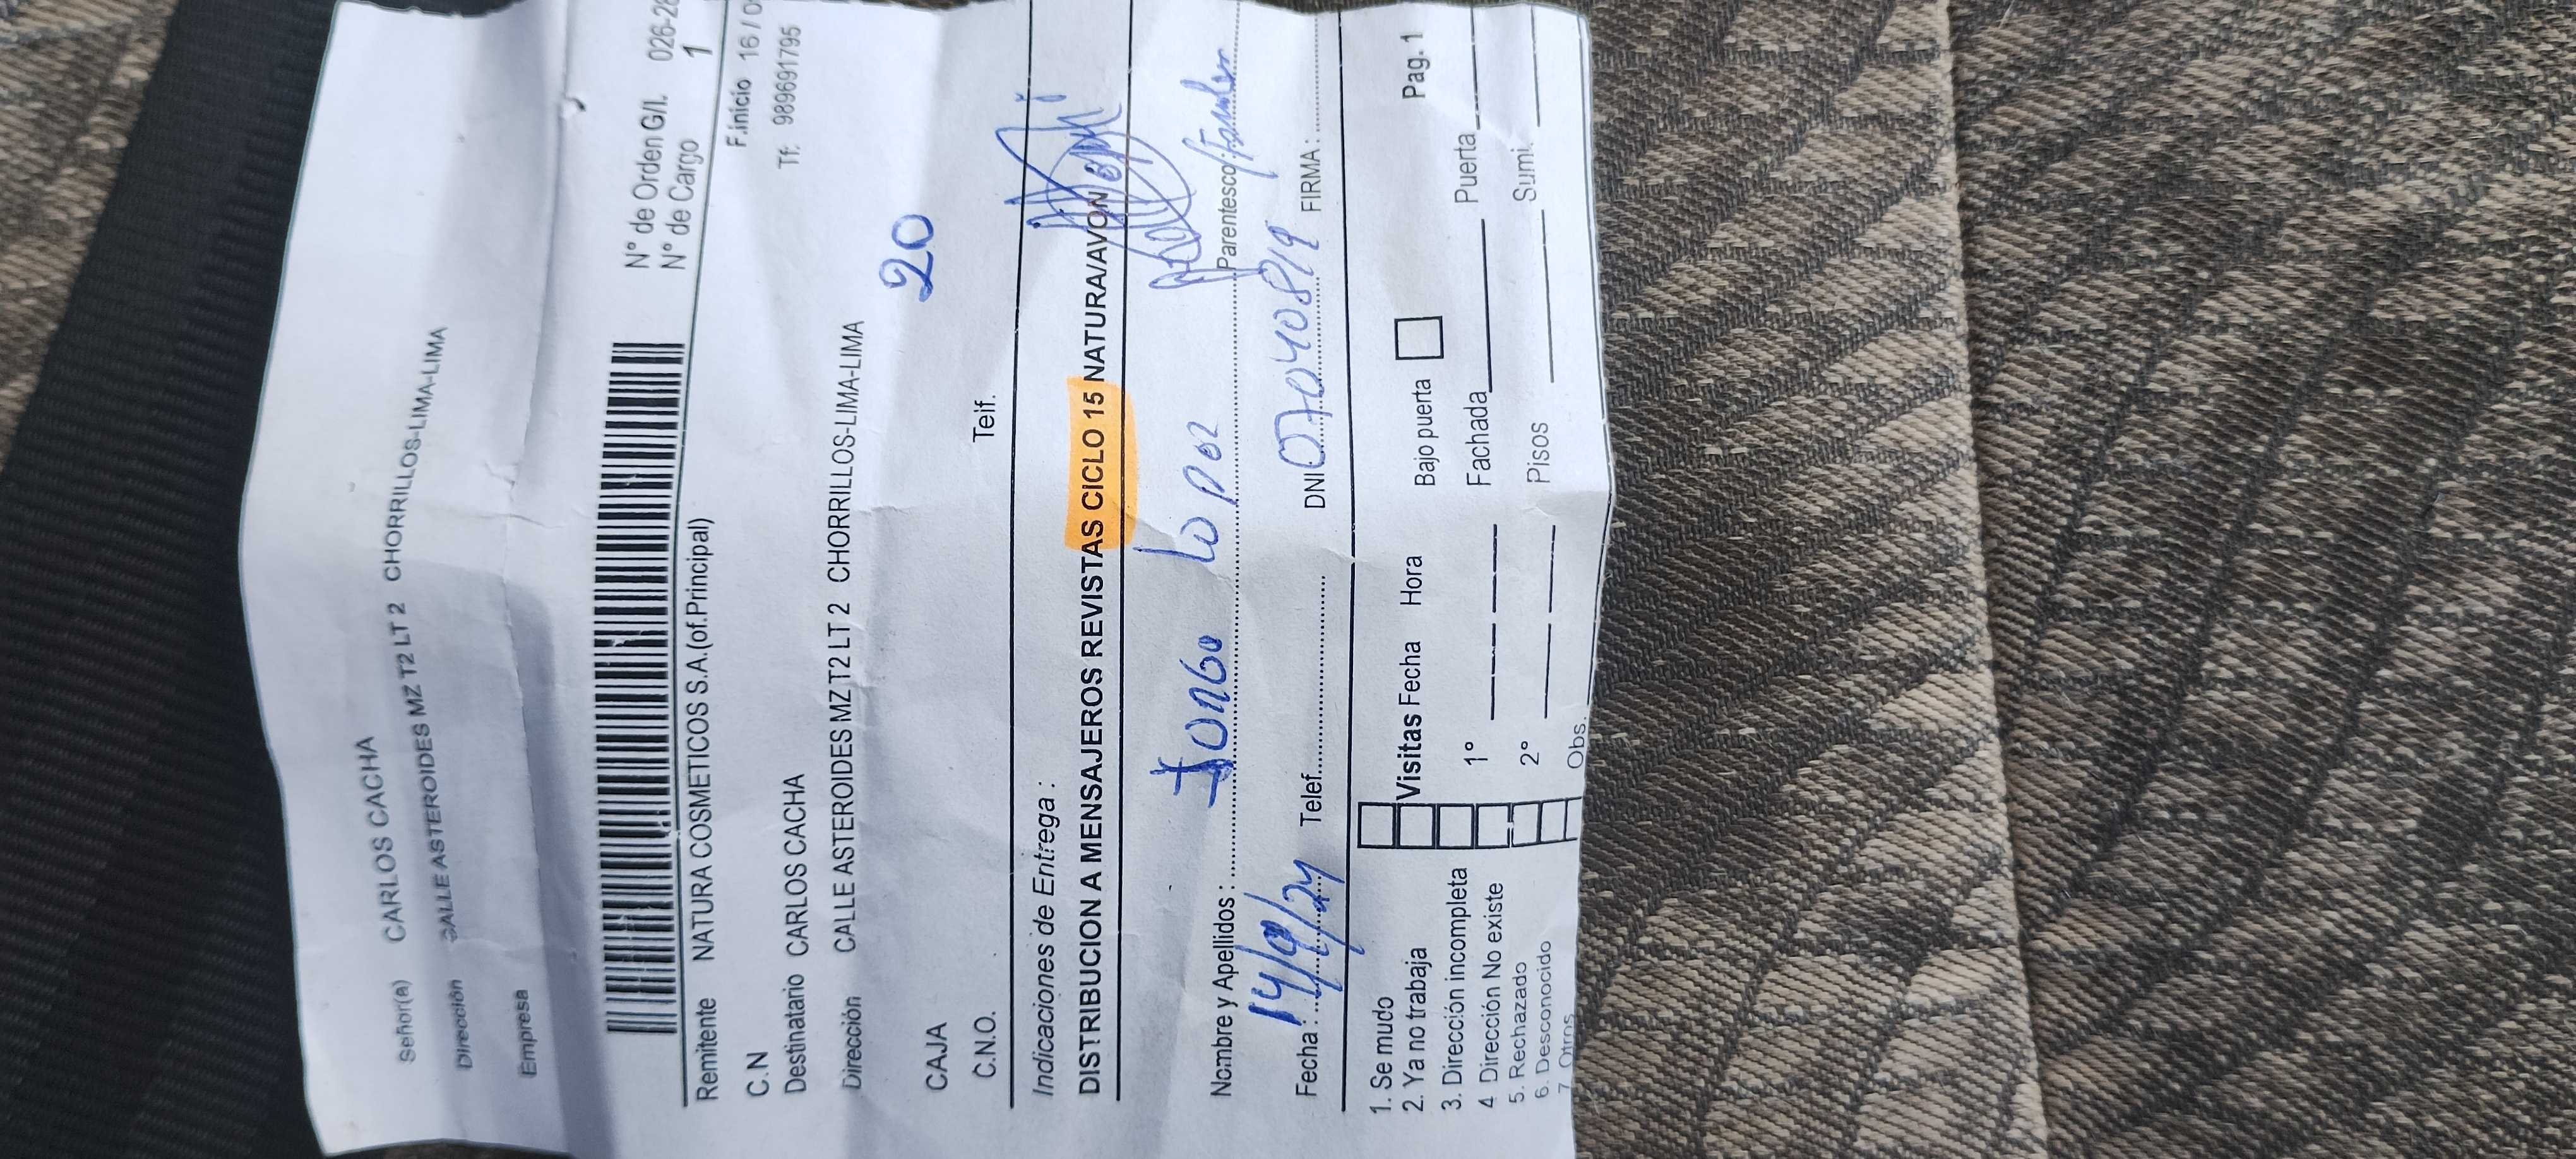 Señor(a) CARLOS CACHA
Dirección CALLE ASTEROIDES MZ T2 LT 2 CHORRILLOS-LIMA-LIMA
Empresa
N° de Orden G/I. 026-28
N° de Cargo 1
Remitente NATURA COSMETICOS S.A.(of.Principal)
F.inicio 16/0
C.N
Tf. 989691795
Destinatario CARLOS CACHA
Dirección CALLE ASTEROIDES MZ T2 LT 2 CHORRILLOS-LIMA-LIMA
CAJA 20
C.N.O. Telf.
Indicaciones de Entrega :
DISTRIBUCION A MENSAJEROS REVISTAS CICLO 15 NATURA/AVON
Nombre y Apellidos : Parentesco
Fecha : 14/9/24 Telef. DNI FIRMA :
1. Se mudo
2. Ya no trabaja Visitas Fecha Hora Bajo puerta Pag. 1
3. Dirección incompleta
4 Dirección No existe 1° Fachada Puerta
5. Rechazado
6. Desconocido 2° Pisos Sumi.
7. Otros Obs.